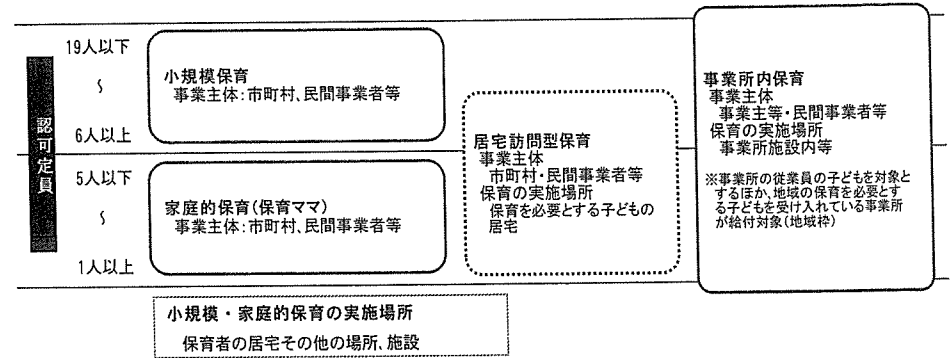 認可定員
19人以下
～
6人以上
5人以下
～
1人以上
小規模保育
事業主体：市町村、民間事業者等
家庭的保育（保育ママ）
事業主体：市町村、民間事業者等
居宅訪問型保育
事業主体
市町村・民間事業者等
保育の実施場所
保育を必要とする子どもの
居宅
事業所内保育
事業主体
事業主等・民間事業者等
保育の実施場所
事業所施設内等
※事業所の従業員の子どもを対象と
するほか、地域の保育を必要とす
る子どもを受け入れている事業所
が給付対象（地域枠）
小規模・家庭的保育の実施場所
保育者の居宅その他の場所、施設